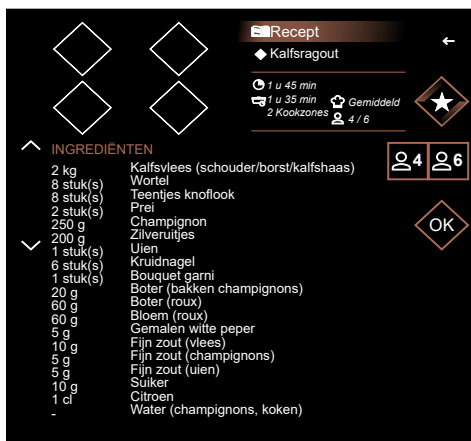 Recept
Kalfsragout
1 u 45 min
1 u 35 min
2 Kookzones
Gemiddeld
4 / 6
INGREDIËNTEN
4
6
OK
2 kg Kalfsvlees (schouder/borst/kalfshaas)
8 stuk(s) Wortel
8 stuk(s) Teentjes knoflook
2 stuk(s) Prei
250 g Champignon
200 g Zilveruitjes
1 stuk(s) Uien
6 stuk(s) Kruidnagel
1 stuk(s) Bouquet garni
20 g Boter (bakken champignons)
60 g Boter (roux)
60 g Bloem (roux)
5 g Gemalen witte peper
10 g Fijn zout (vlees)
5 g Fijn zout (champignons)
5 g Fijn zout (uien)
10 g Suiker
1 cl Citroen
- Water (champignons, koken)